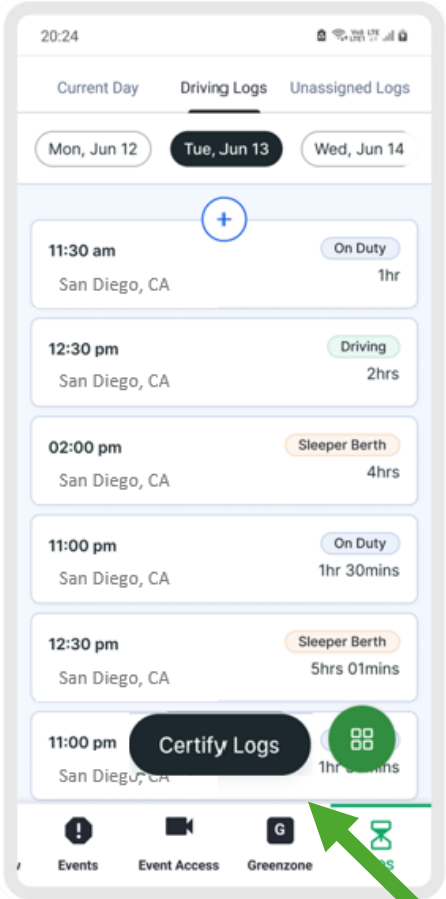 20:24
Current Day Driving Logs Unassigned Logs
Mon, Jun 12 Tue, Jun 13 Wed, Jun 14
11:30 am On Duty
San Diego, CA 1hr
12:30 pm Driving
San Diego, CA 2hrs
02:00 pm Sleeper Berth
San Diego, CA 4hrs
11:00 pm On Duty
San Diego, CA 1hr 30mins
12:30 pm Sleeper Berth
San Diego, CA 5hrs 01mins
11:00 pm Certify Logs
San Diego, CA 1hr
G
Events Event Access Greenzone